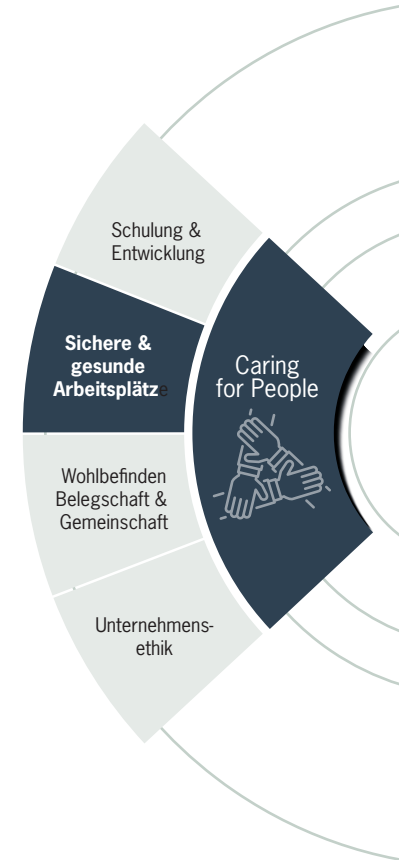 Schulung &
Entwicklung
Sichere &
gesunde
Arbeitsplätze
Caring
for People
Wohlbefinden
Belegschaft &
Gemeinschaft
Unternehmens-
ethik